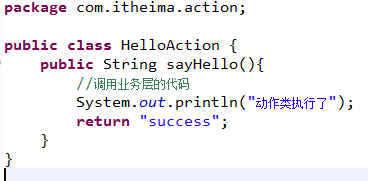 package com.itheima.action;
public class HelloAction {
public String sayHello(){
//调用业务层的代码
System.out.println("动作类执行了");
return "success";
}
}